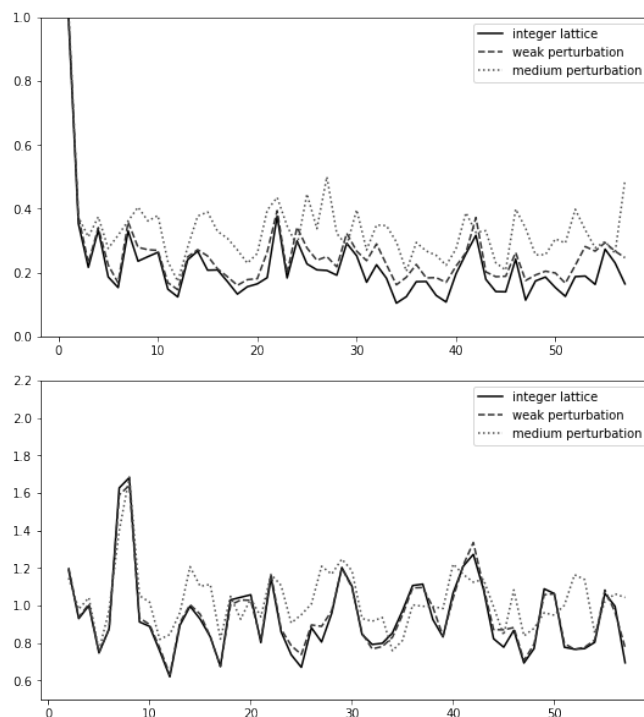 1.0
0.8
0.6
0.4
0.2
0.0
0 10 20 30 40 50
integer lattice
weak perturbation
medium perturbation
2.2
2.0
1.8
1.6
1.4
1.2
1.0
0.8
0.6
0 10 20 30 40 50
integer lattice
weak perturbation
medium perturbation